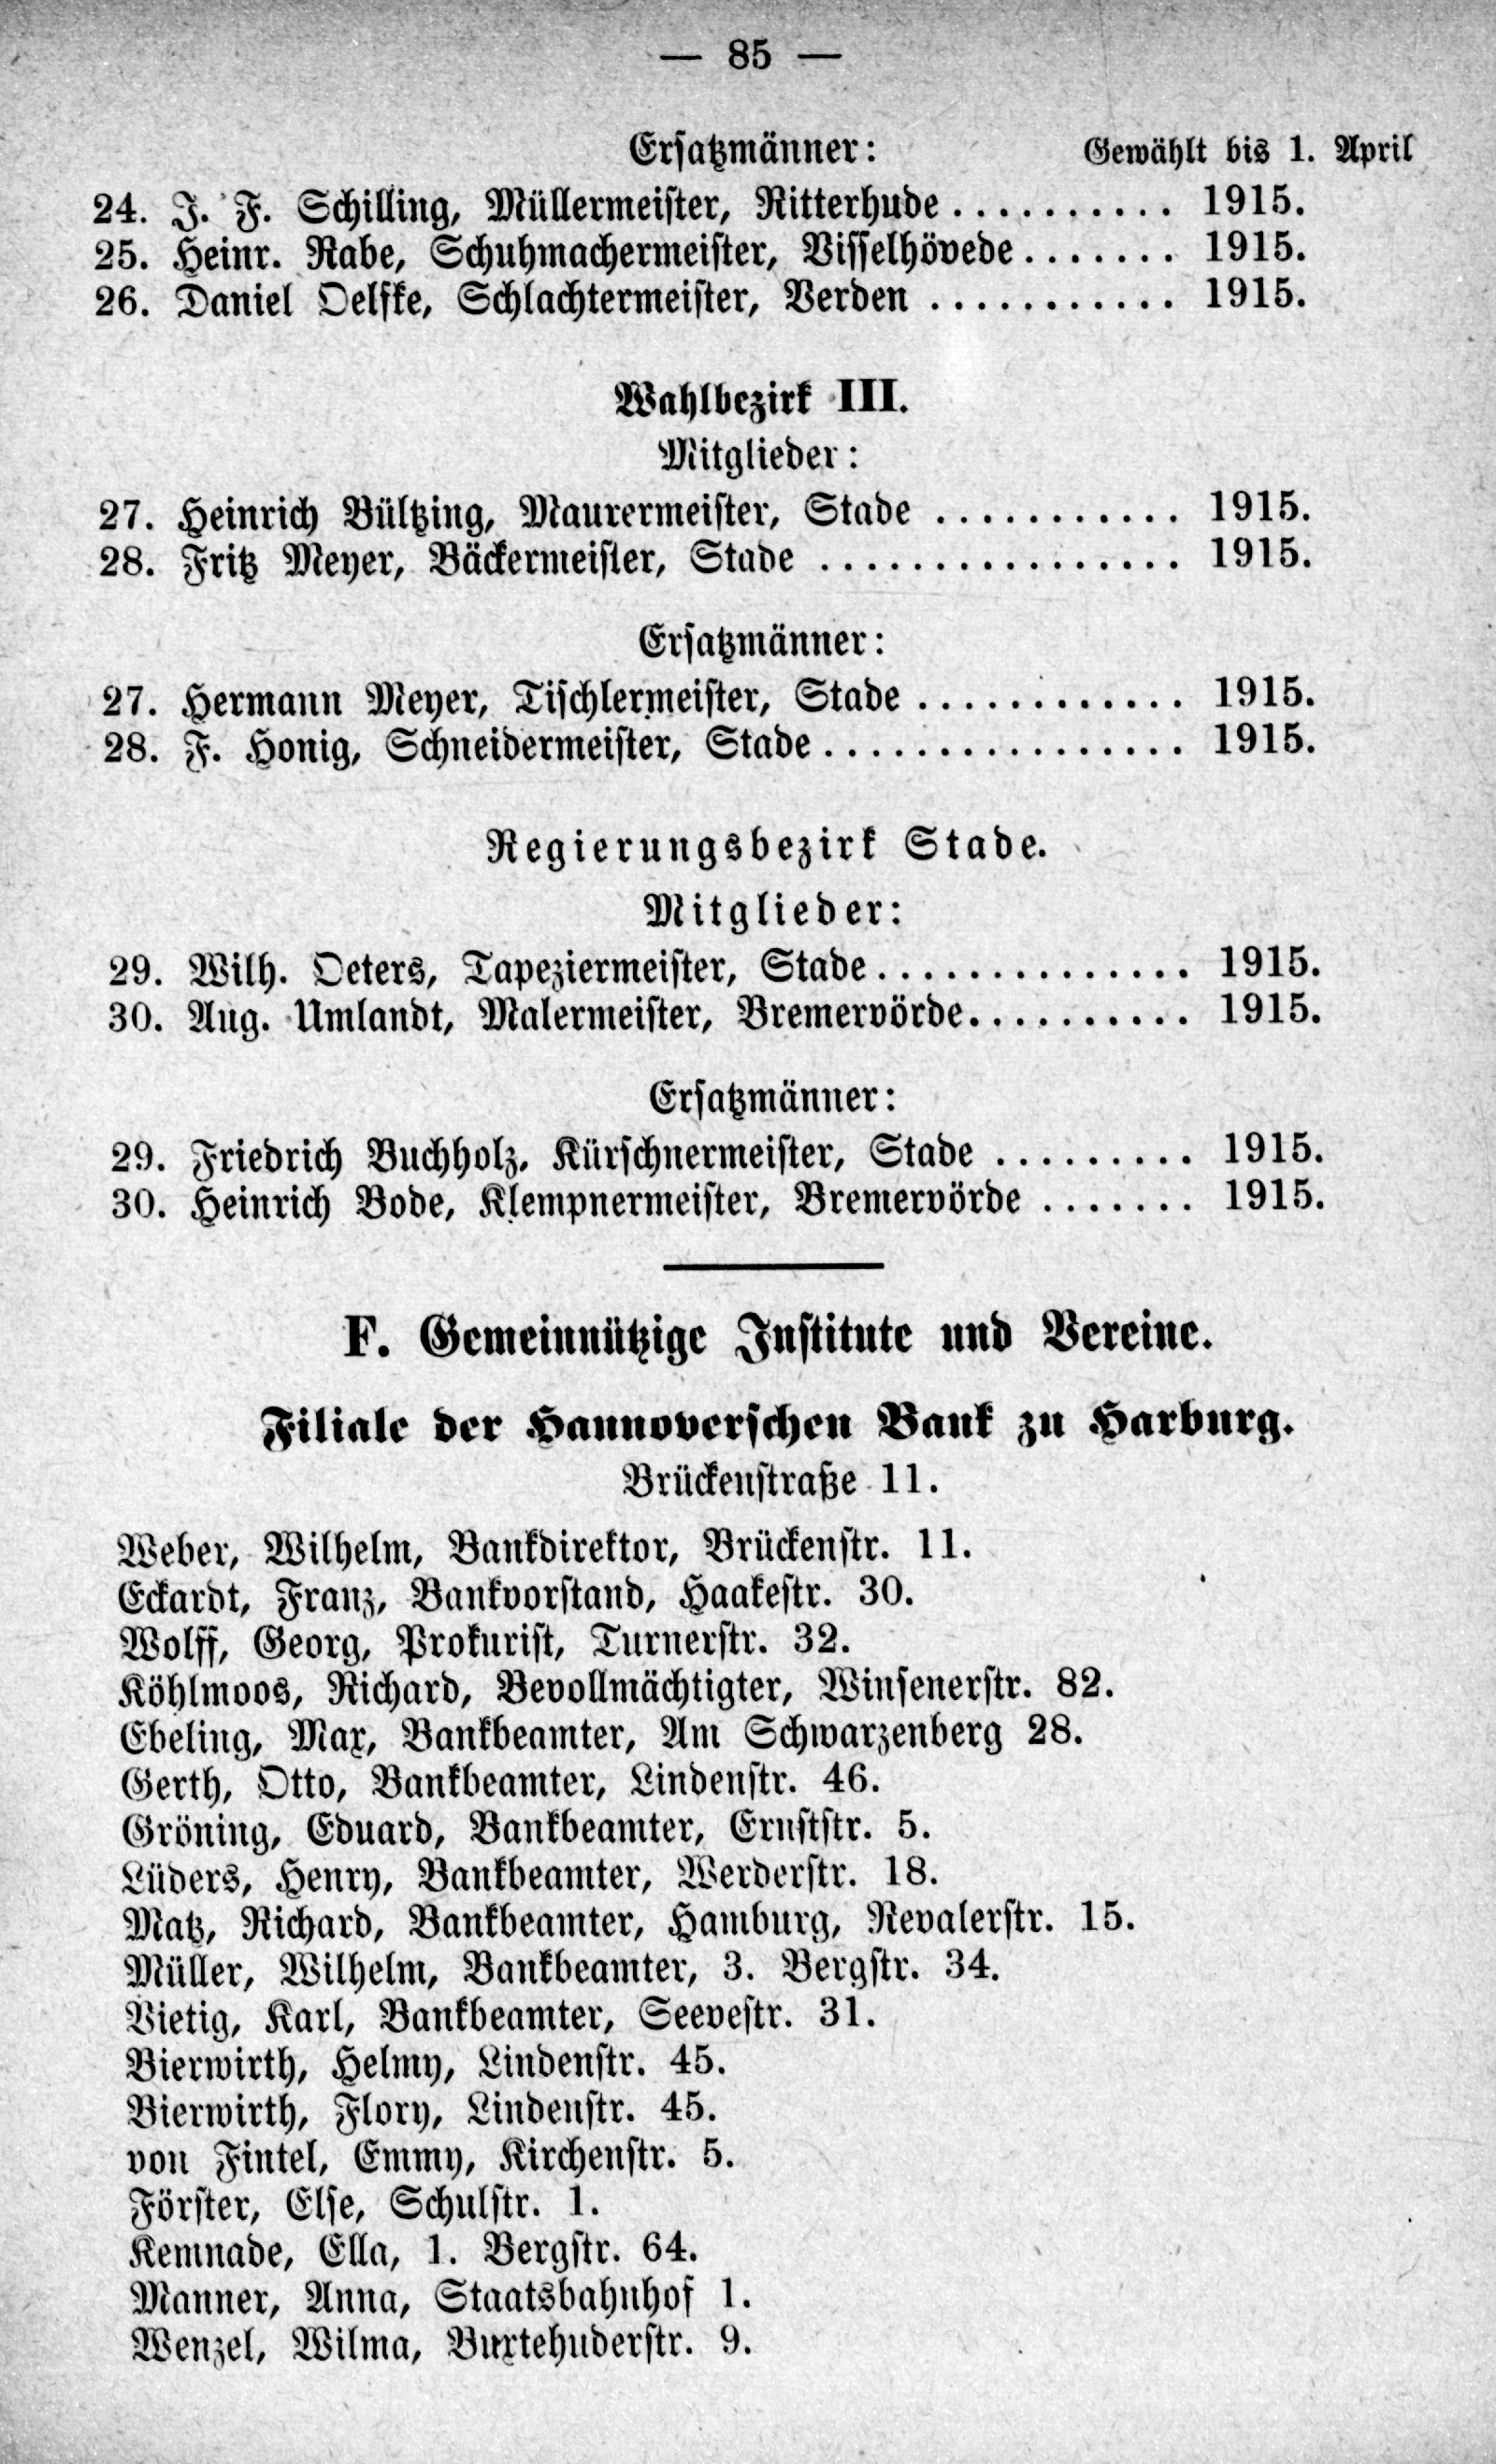 — 85 —
Ersatzmänner: Gewählt bis 1. April
24. J. F. Schilling, Müllermeister, Ritterhude .......... 1915.
25. Heinr. Rabe, Schuhmachermeister, Visselhövede ....... 1915.
26. Daniel Oelfke, Schlachtermeister, Verden ........... 1915.
Wahlbezirk III.
Mitglieder:
27. Heinrich Bültzing, Maurermeister, Stade ........... 1915.
28. Fritz Meyer, Bäckermeister, Stade ................ 1915.
Ersatzmänner:
27. Hermann Meyer, Tischlermeister, Stade ............ 1915.
28. F. Honig, Schneidermeister, Stade ................ 1915.
Regierungsbezirk Stade.
Mitglieder:
29. Wilh. Oeters, Tapeziermeister, Stade .............. 1915.
30. Aug. Umlandt, Malermeister, Bremervörde .......... 1915.
Ersatzmänner:
29. Friedrich Buchholz, Kürschnermeister, Stade ......... 1915.
30. Heinrich Bode, Klempnermeister, Bremervörde ....... 1915.
F. Gemeinnützige Institute und Vereine.
Filiale der Hannoverschen Bank zu Harburg.
Brückenstraße 11.
Weber, Wilhelm, Bankdirektor, Brückenstr. 11.
Eckardt, Franz, Bankvorstand, Haakestr. 30.
Wolff, Georg, Prokurist, Turnerstr. 32.
Köhlmoos, Richard, Bevollmächtigter, Winsenerstr. 82.
Ebeling, Max, Bankbeamter, Am Schwarzenberg 28.
Gerth, Otto, Bankbeamter, Lindenstr. 46.
Gröning, Eduard, Bankbeamter, Ernststr. 5.
Lüders, Henry, Bankbeamter, Werderstr. 18.
Matz, Richard, Bankbeamter, Hamburg, Revalerstr. 15.
Müller, Wilhelm, Bankbeamter, 3. Bergstr. 34.
Vietig, Karl, Bankbeamter, Seevestr. 31.
Bierwirth, Helmy, Lindenstr. 45.
Bierwirth, Flory, Lindenstr. 45.
von Fintel, Emmy, Kirchenstr. 5.
Förster, Else, Schulstr. 1.
Kemnade, Ella, 1. Bergstr. 64.
Manner, Anna, Staatsbahnhof 1.
Wenzel, Wilma, Buxtehuderstr. 9.